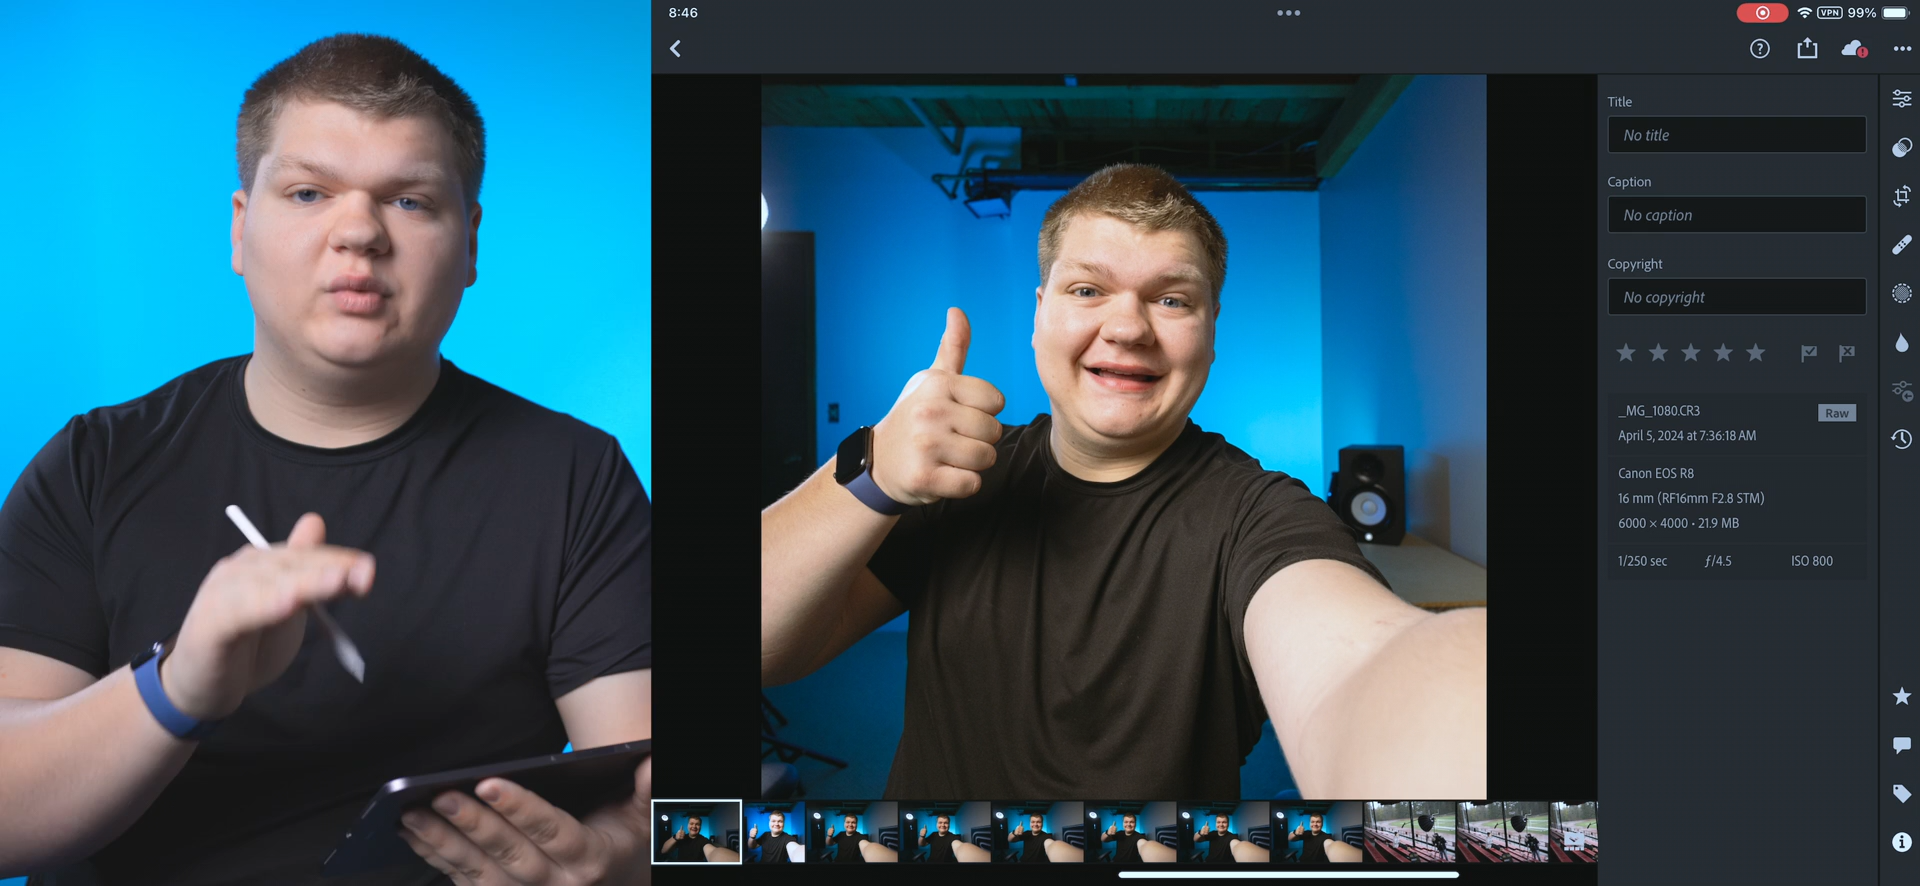 8:46
VPN 99%
Title
No title
Caption
No caption
Copyright
No copyright
_MG_1080.CR3
Raw
April 5, 2024 at 7:36:18 AM
Canon EOS R8
16 mm (RF16mm F2.8 STM)
6000 × 4000 • 21.9 MB
1/250 sec ƒ/4.5 ISO 800